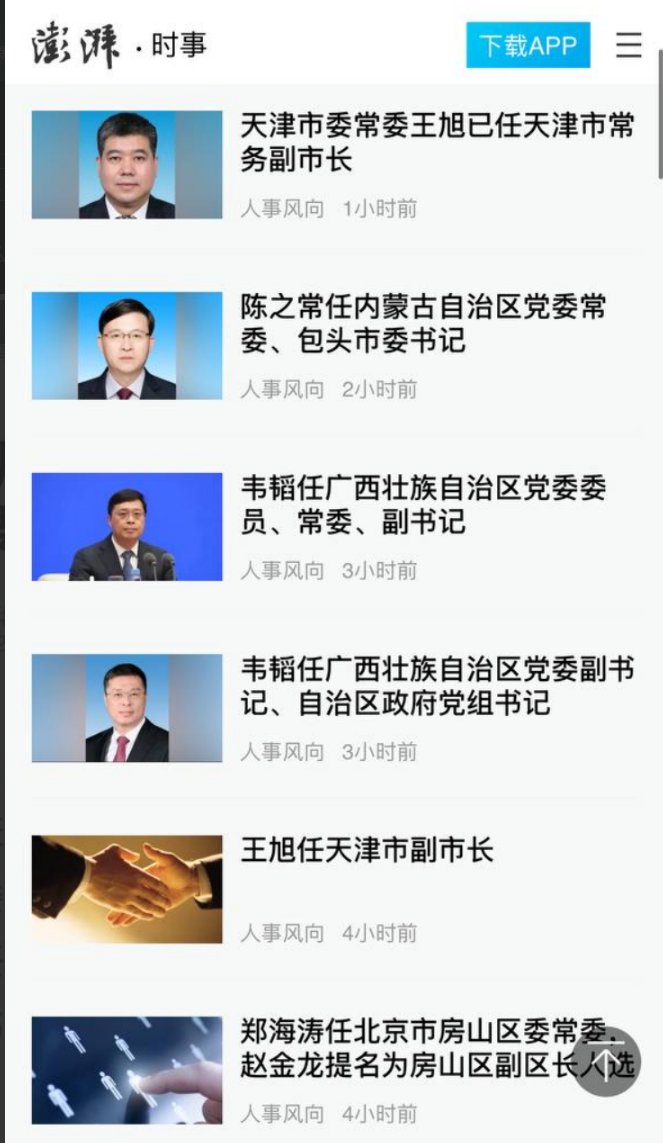 澎湃 · 时事
下载APP
天津市委常委王旭已任天津市常
务副市长
人事风向 1小时前
陈之常任内蒙古自治区党委常
委、包头市委书记
人事风向 2小时前
韦韬任广西壮族自治区党委委
员、常委、副书记
人事风向 3小时前
韦韬任广西壮族自治区党委副书
记、自治区政府党组书记
人事风向 3小时前
王旭任天津市副市长
人事风向 4小时前
郑海涛任北京市房山区委常委,
赵金龙提名为房山区副区长人选
人事风向 4小时前